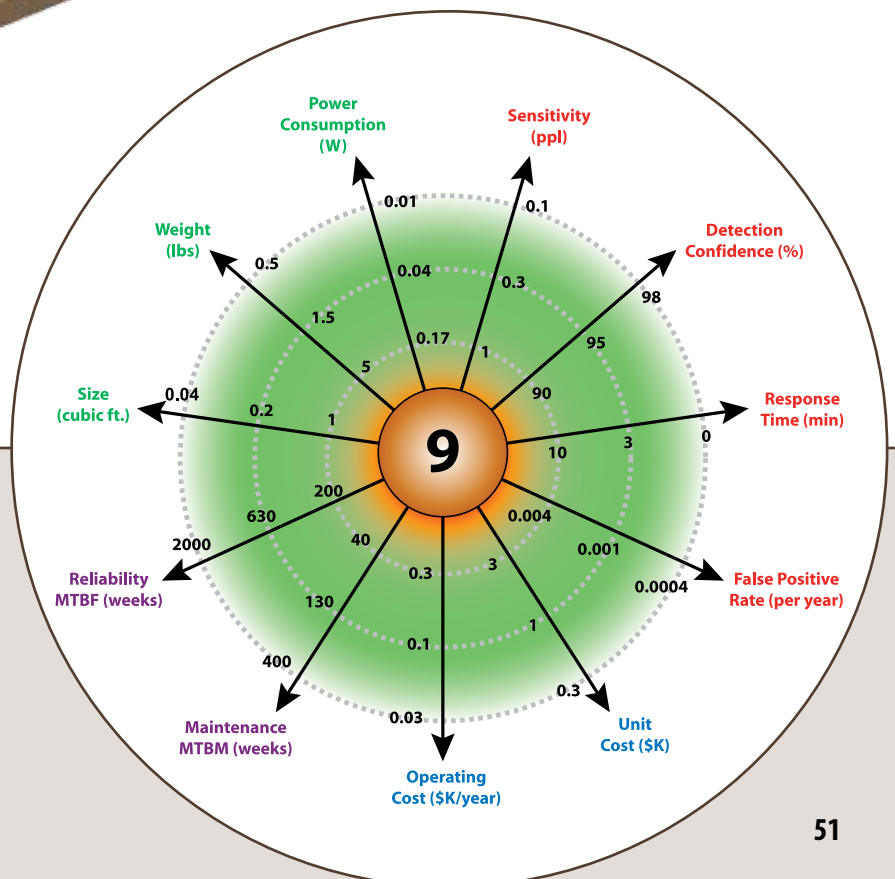 Power
Consumption
(W)
Sensitivity
(ppl)
0.01
0.1
Weight
(lbs)
Detection
Confidence (%)
0.5
0.04
0.3
98
1.5
0.17
1
95
5
90
Size
(cubic ft.)
0.04
0.2
1
Response
Time (min)
0
3
10
9
200
630
2000
0.004
0.001
0.0004
Reliability
MTBF (weeks)
False Positive
Rate (per year)
40
0.3
3
130
0.1
1
400
0.03
0.3
Maintenance
MTBM (weeks)
Unit
Cost ($K)
Operating
Cost ($K/year)
51